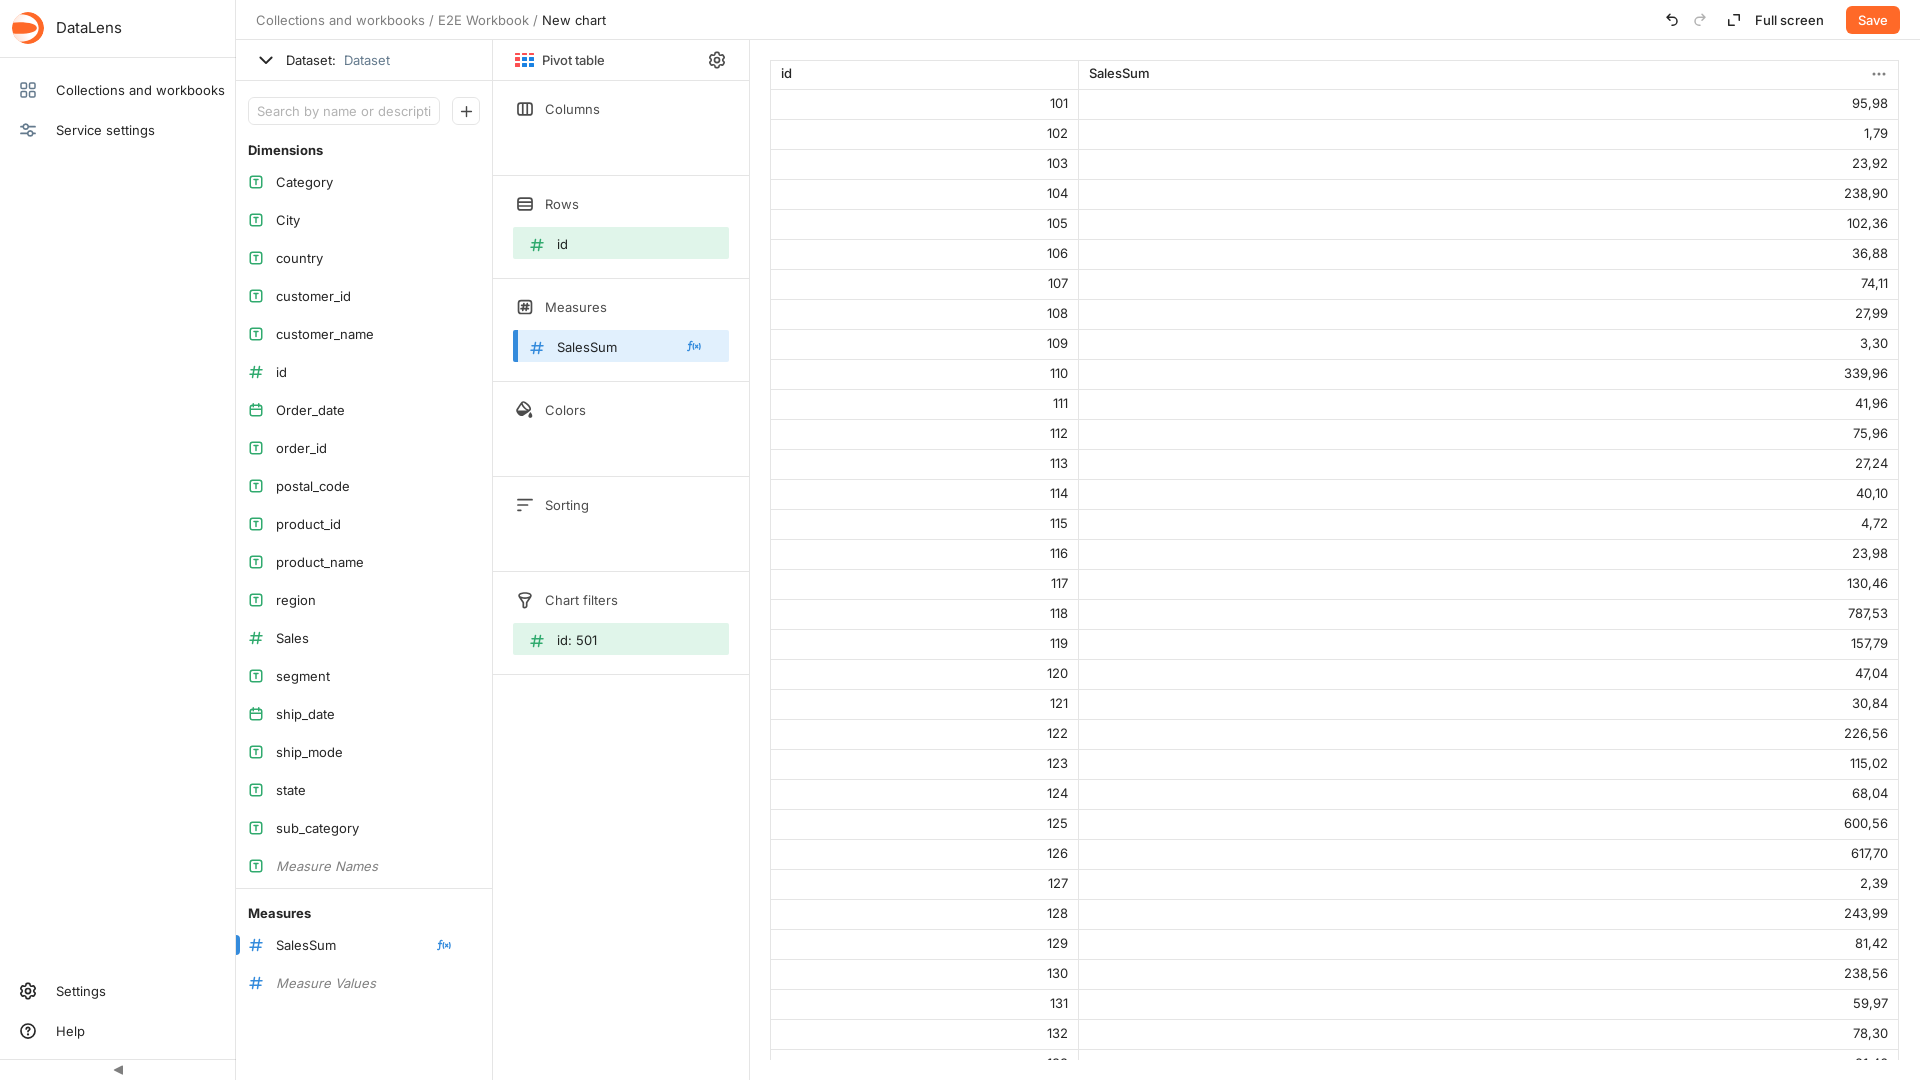 DataLens
Collections and workbooks
Service settings
Settings
Help
Collections and workbooks / E2E Workbook / New chart
Full screen
Save
Dataset: Dataset
Search by name or descripti
Dimensions
Category
City
country
customer_id
customer_name
id
Order_date
order_id
postal_code
product_id
product_name
region
Sales
segment
ship_date
ship_mode
state
sub_category
Measure Names
Measures
SalesSum
Measure Values
Pivot table
Columns
Rows
id
Measures
SalesSum
Colors
Sorting
Chart filters
id: 501
id SalesSum
101 95,98
102 1,79
103 23,92
104 238,90
105 102,36
106 36,88
107 74,11
108 27,99
109 3,30
110 339,96
111 41,96
112 75,96
113 27,24
114 40,10
115 4,72
116 23,98
117 130,46
118 787,53
119 157,79
120 47,04
121 30,84
122 226,56
123 115,02
124 68,04
125 600,56
126 617,70
127 2,39
128 243,99
129 81,42
130 238,56
131 59,97
132 78,30